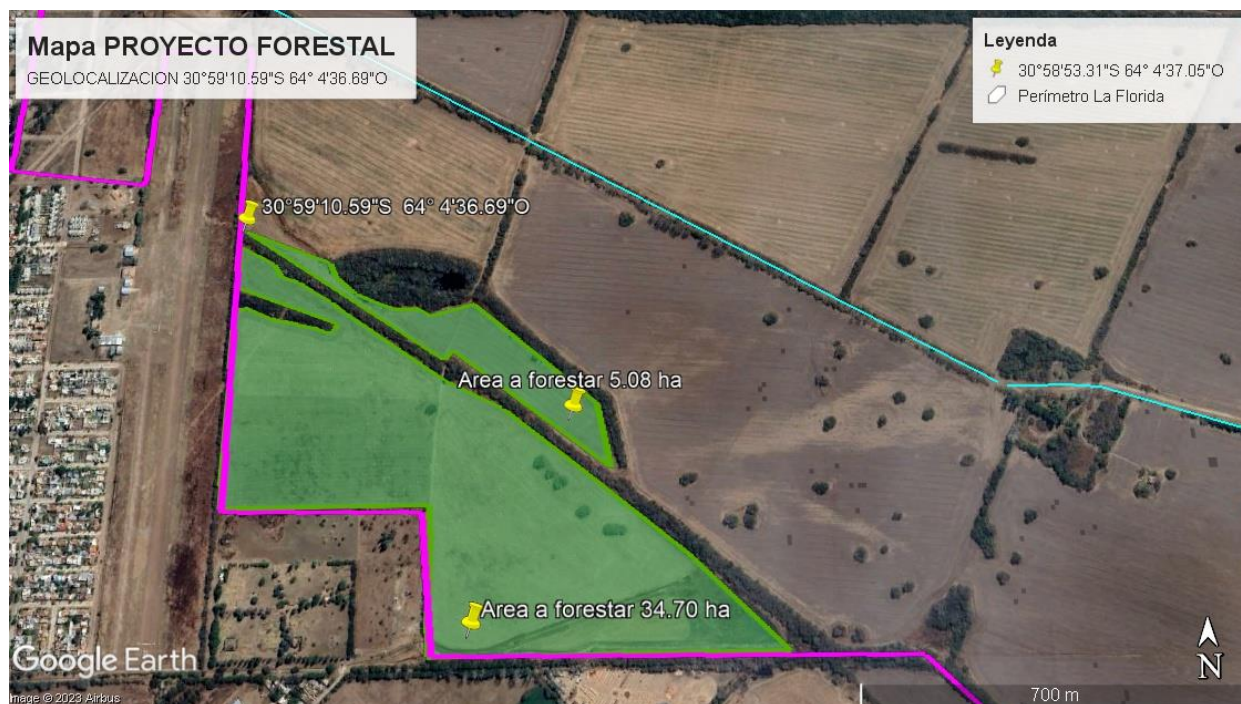 Mapa PROYECTO FORESTAL
GEOLOCALIZACION 30°59'10.59"S 64° 4'36.69"O
Leyenda
30°58'53.31"S 64° 4'37.05"O
Perímetro La Florida
30°59'10.59"S 64° 4'36.69"O
Area a forestar 5.08 ha
Area a forestar 34.70 ha
Google Earth
N
700 m
Image © 2023 Airbus